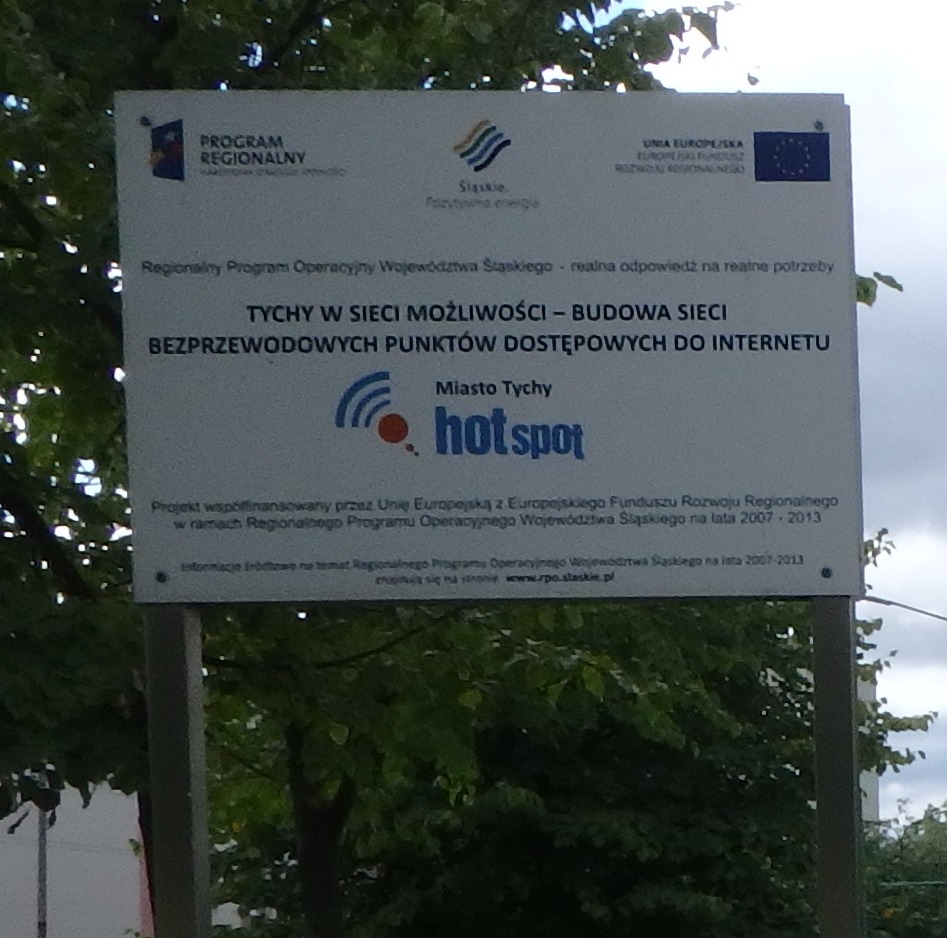 PROGRAM
REGIONALNY
NARODOWA STRATEGIA SPÓJNOŚCI
Śląskie.
Pozytywna energia
UNIA EUROPEJSKA
EUROPEJSKI FUNDUSZ
ROZWOJU REGIONALNEGO
Regionalny Program Operacyjny Województwa Śląskiego - realna odpowiedź na realne potrzeby
TYCHY W SIECI MOŻLIWOŚCI – BUDOWA SIECI
BEZPRZEWODOWYCH PUNKTÓW DOSTĘPOWYCH DO INTERNETU
Miasto Tychy
hotspot
Projekt współfinansowany przez Unię Europejską z Europejskiego Funduszu Rozwoju Regionalnego
w ramach Regionalnego Programu Operacyjnego Województwa Śląskiego na lata 2007 - 2013
Informacje źródłowe na temat Regionalnego Programu Operacyjnego Województwa Śląskiego na lata 2007-2013
znajdują się na stronie www.rpo.slaskie.pl